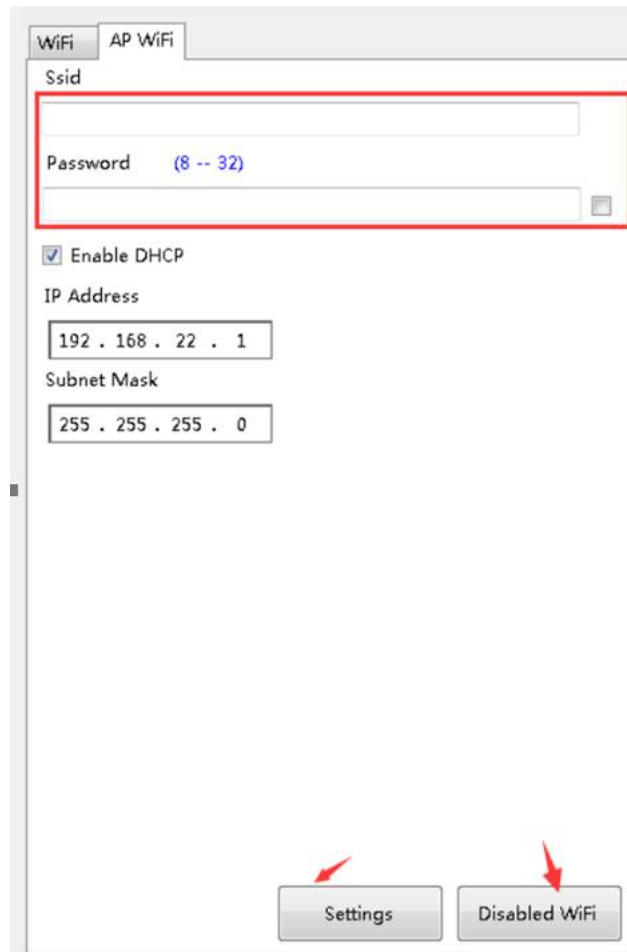 WiFi AP WiFi
Ssid
Password (8 -- 32)
Enable DHCP
IP Address
192 . 168 . 22 . 1
Subnet Mask
255 . 255 . 255 . 0
Settings Disabled WiFi